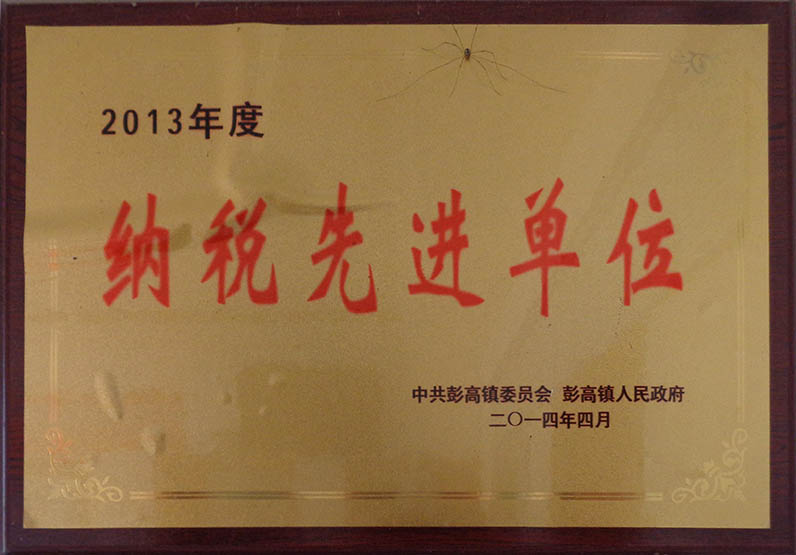 2013年度
纳税先进单位
中共彭高镇委员会 彭高镇人民政府
二〇一四年四月